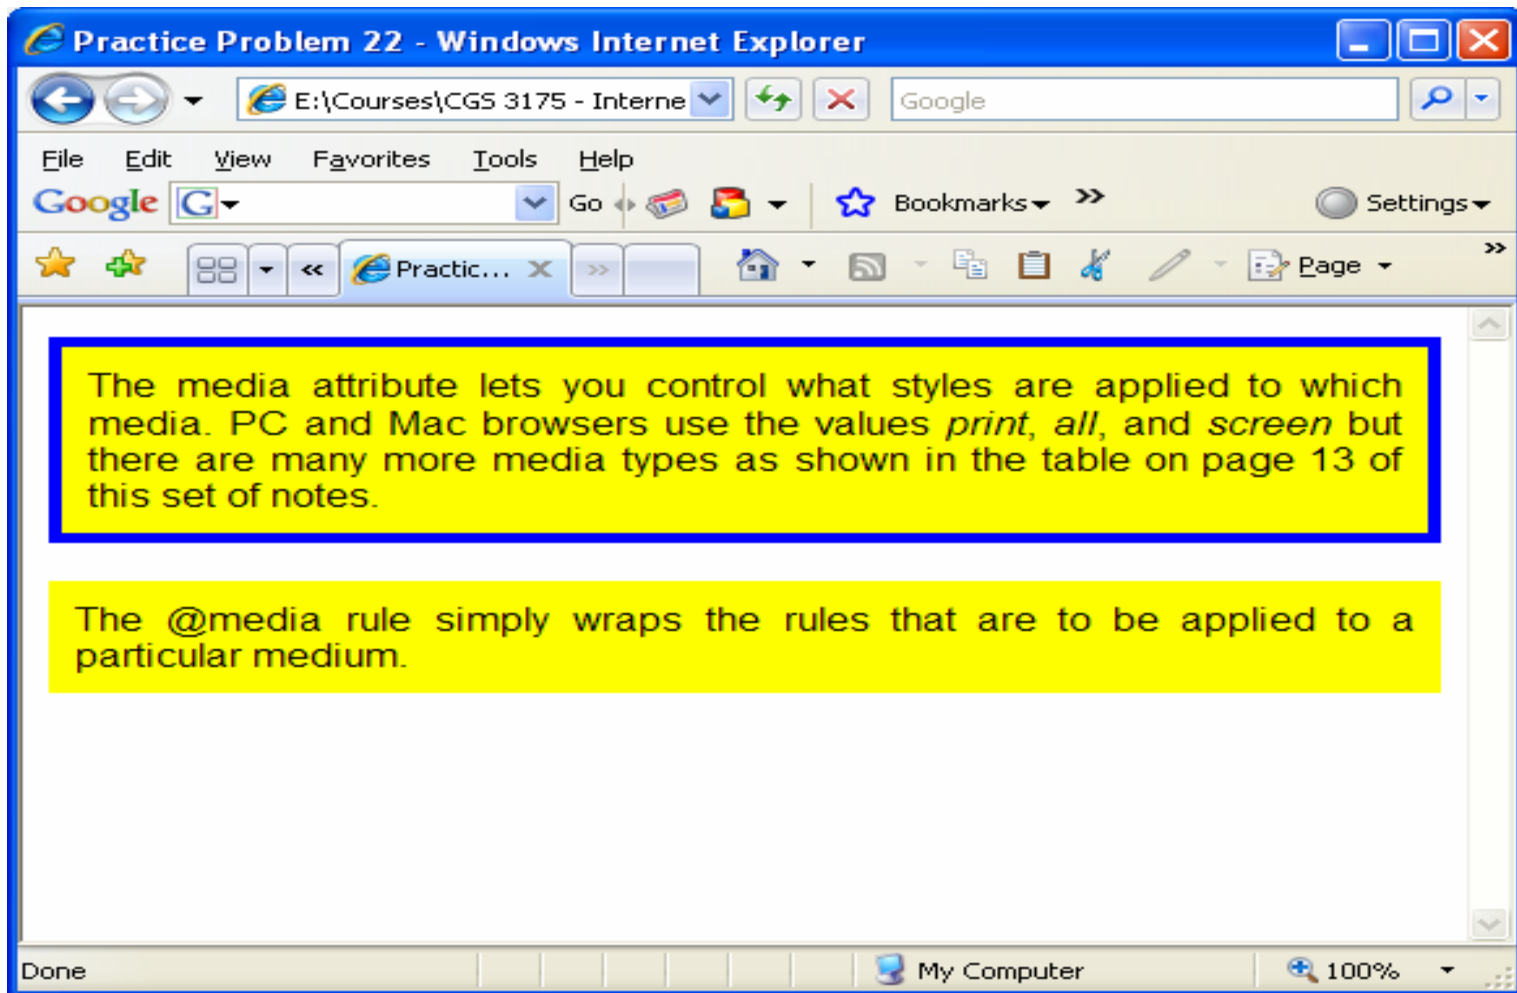 Practice Problem 22 - Windows Internet Explorer
E:\Courses\CGS 3175 - Interne Google
File Edit View Favorites Tools Help
Google G Go Bookmarks » Settings
« Practic... » Page »
The media attribute lets you control what styles are applied to which
media. PC and Mac browsers use the values print, all, and screen but
there are many more media types as shown in the table on page 13 of
this set of notes.
The @media rule simply wraps the rules that are to be applied to a
particular medium.
Done My Computer 100%